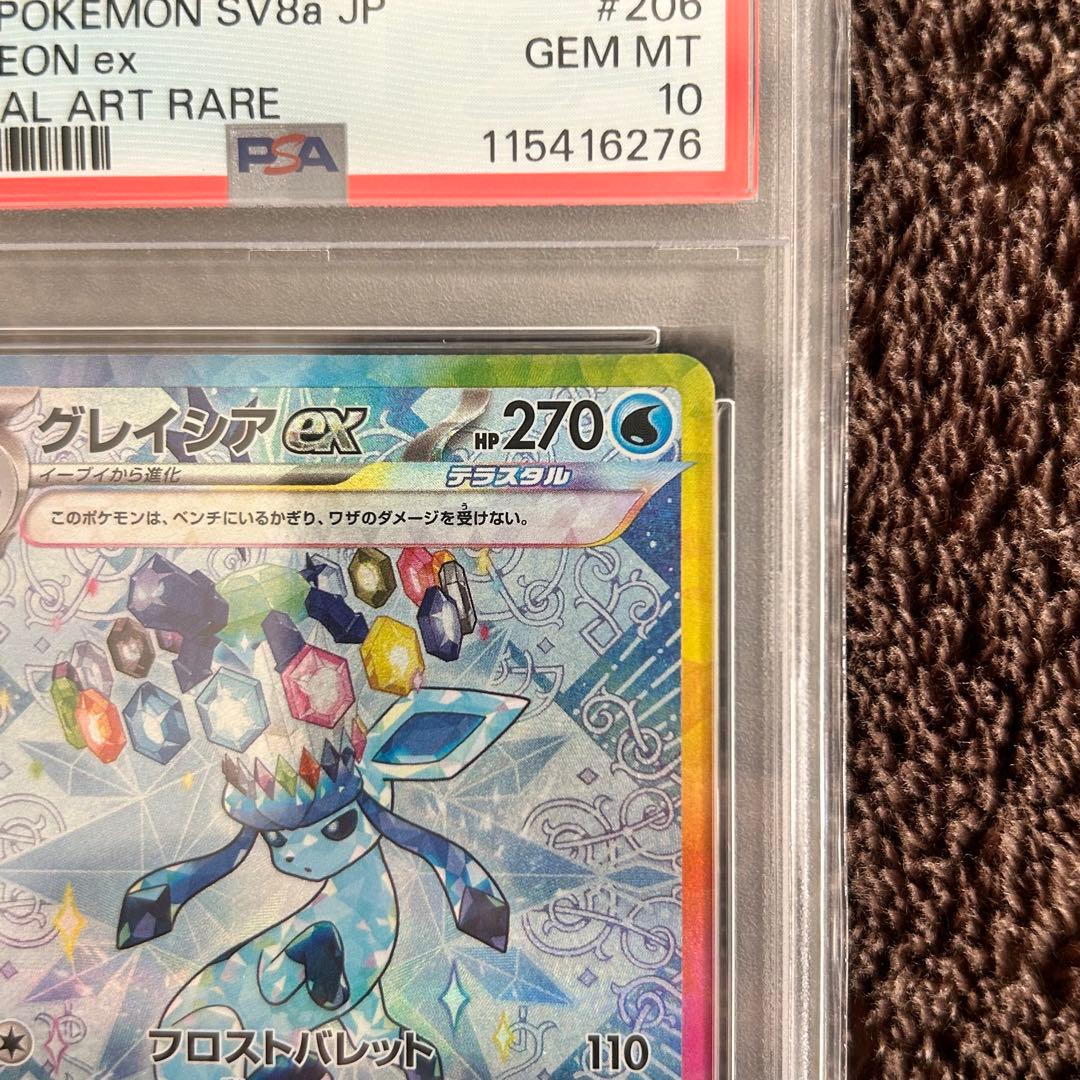 POKEMON SV8a JP #206
EON ex GEM MT
AL ART RARE 10
PSA 115416276
グレイシア ex HP 270
イーブイから進化 テラスタル
このポケモンは、ベンチにいるかぎり、ワザのダメージを受けない。
フロストバレット 110